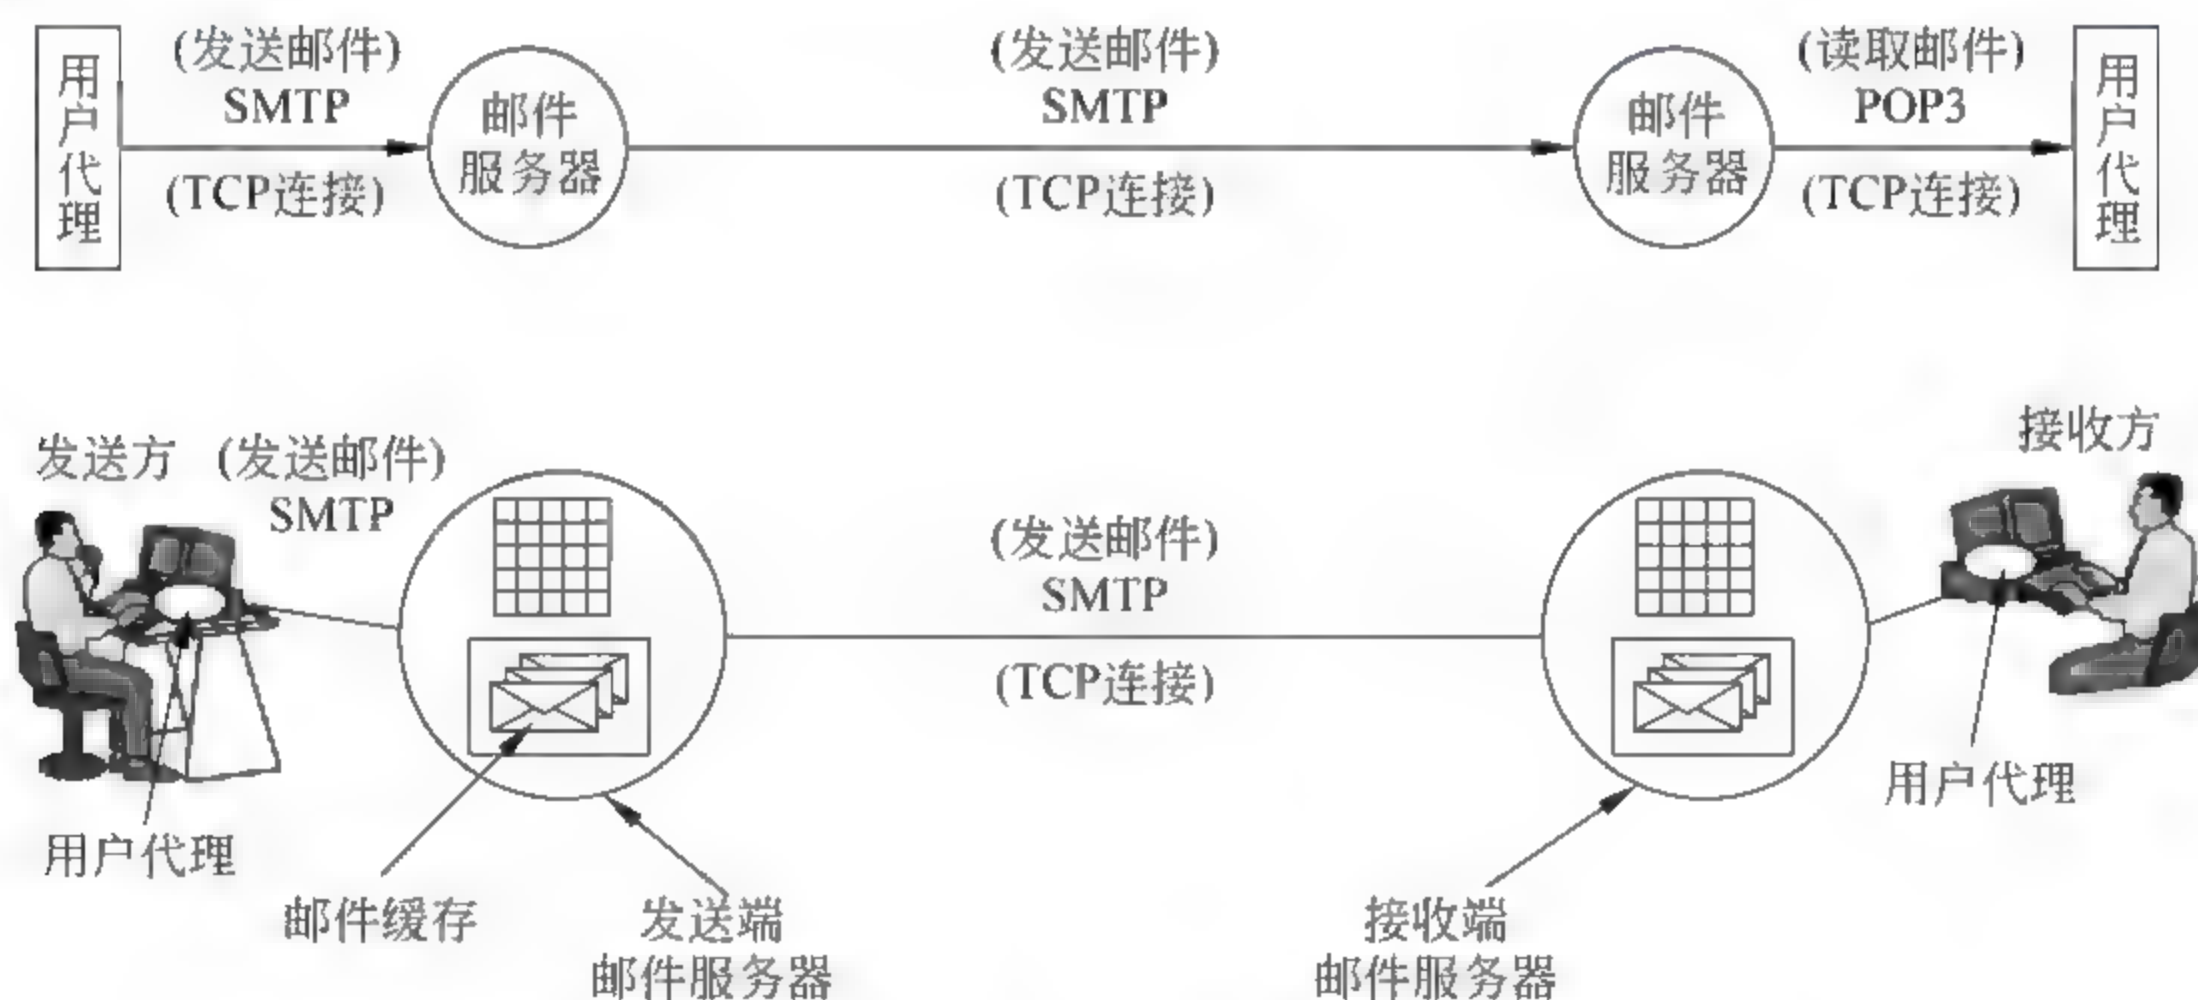 用户代理
(发送邮件)
SMTP
(TCP连接)
邮件
服务器
(发送邮件)
SMTP
(TCP连接)
邮件
服务器
(读取邮件)
POP3
(TCP连接)
用户代理
发送方
(发送邮件)
SMTP
(发送邮件)
SMTP
(TCP连接)
接收方
用户代理
用户代理
邮件缓存
发送端
邮件服务器
接收端
邮件服务器